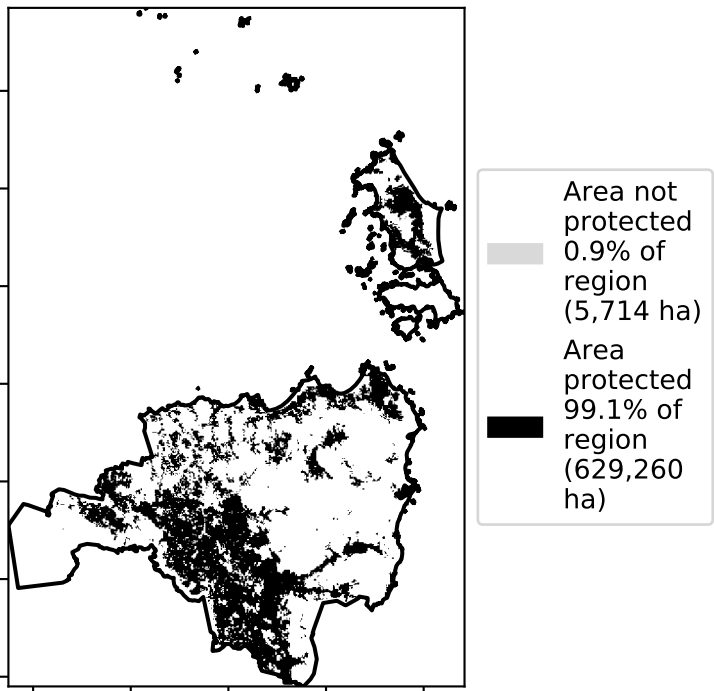 Area not
protected
0.9% of
region
(5,714 ha)
Area
protected
99.1% of
region
(629,260
ha)